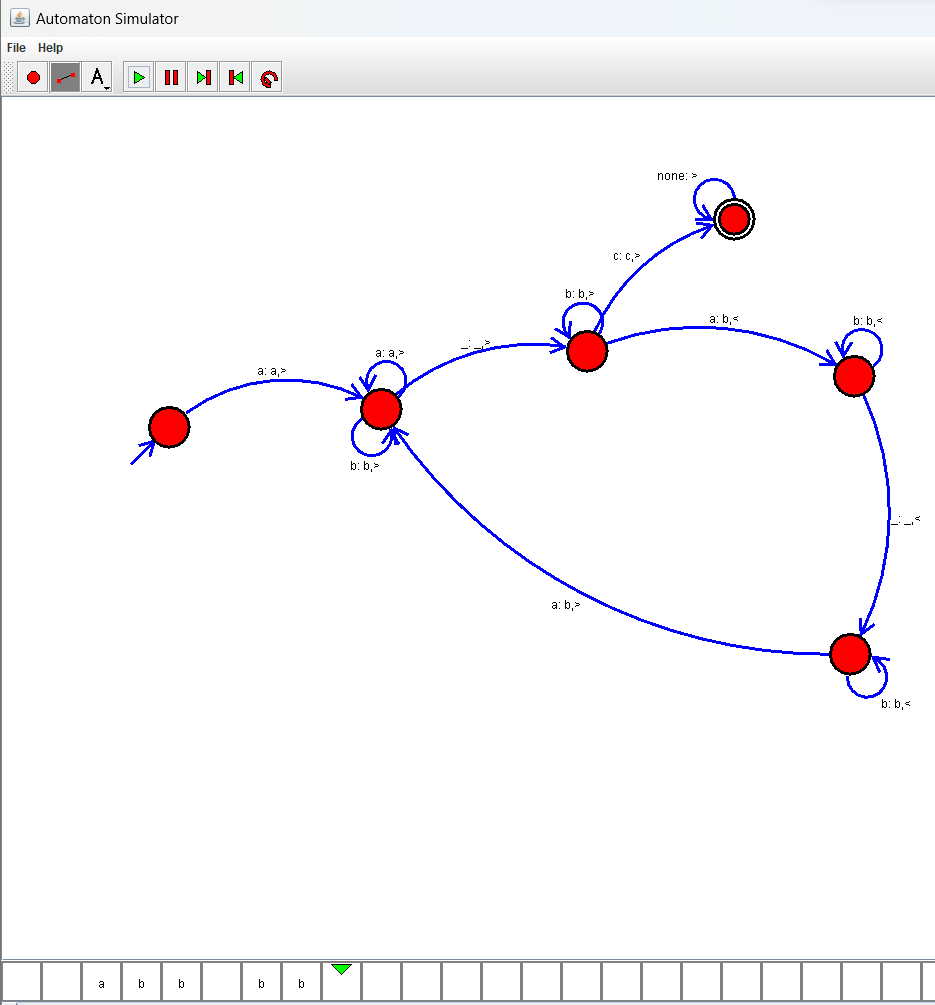 Automaton Simulator
File Help
A
none: >
c: c,>
b: b,>
a: b,<
b: b,<
_: _,>
a: a,>
a: a,>
b: b,>
_: _,<
a: b,>
b: b,<
a b b b b